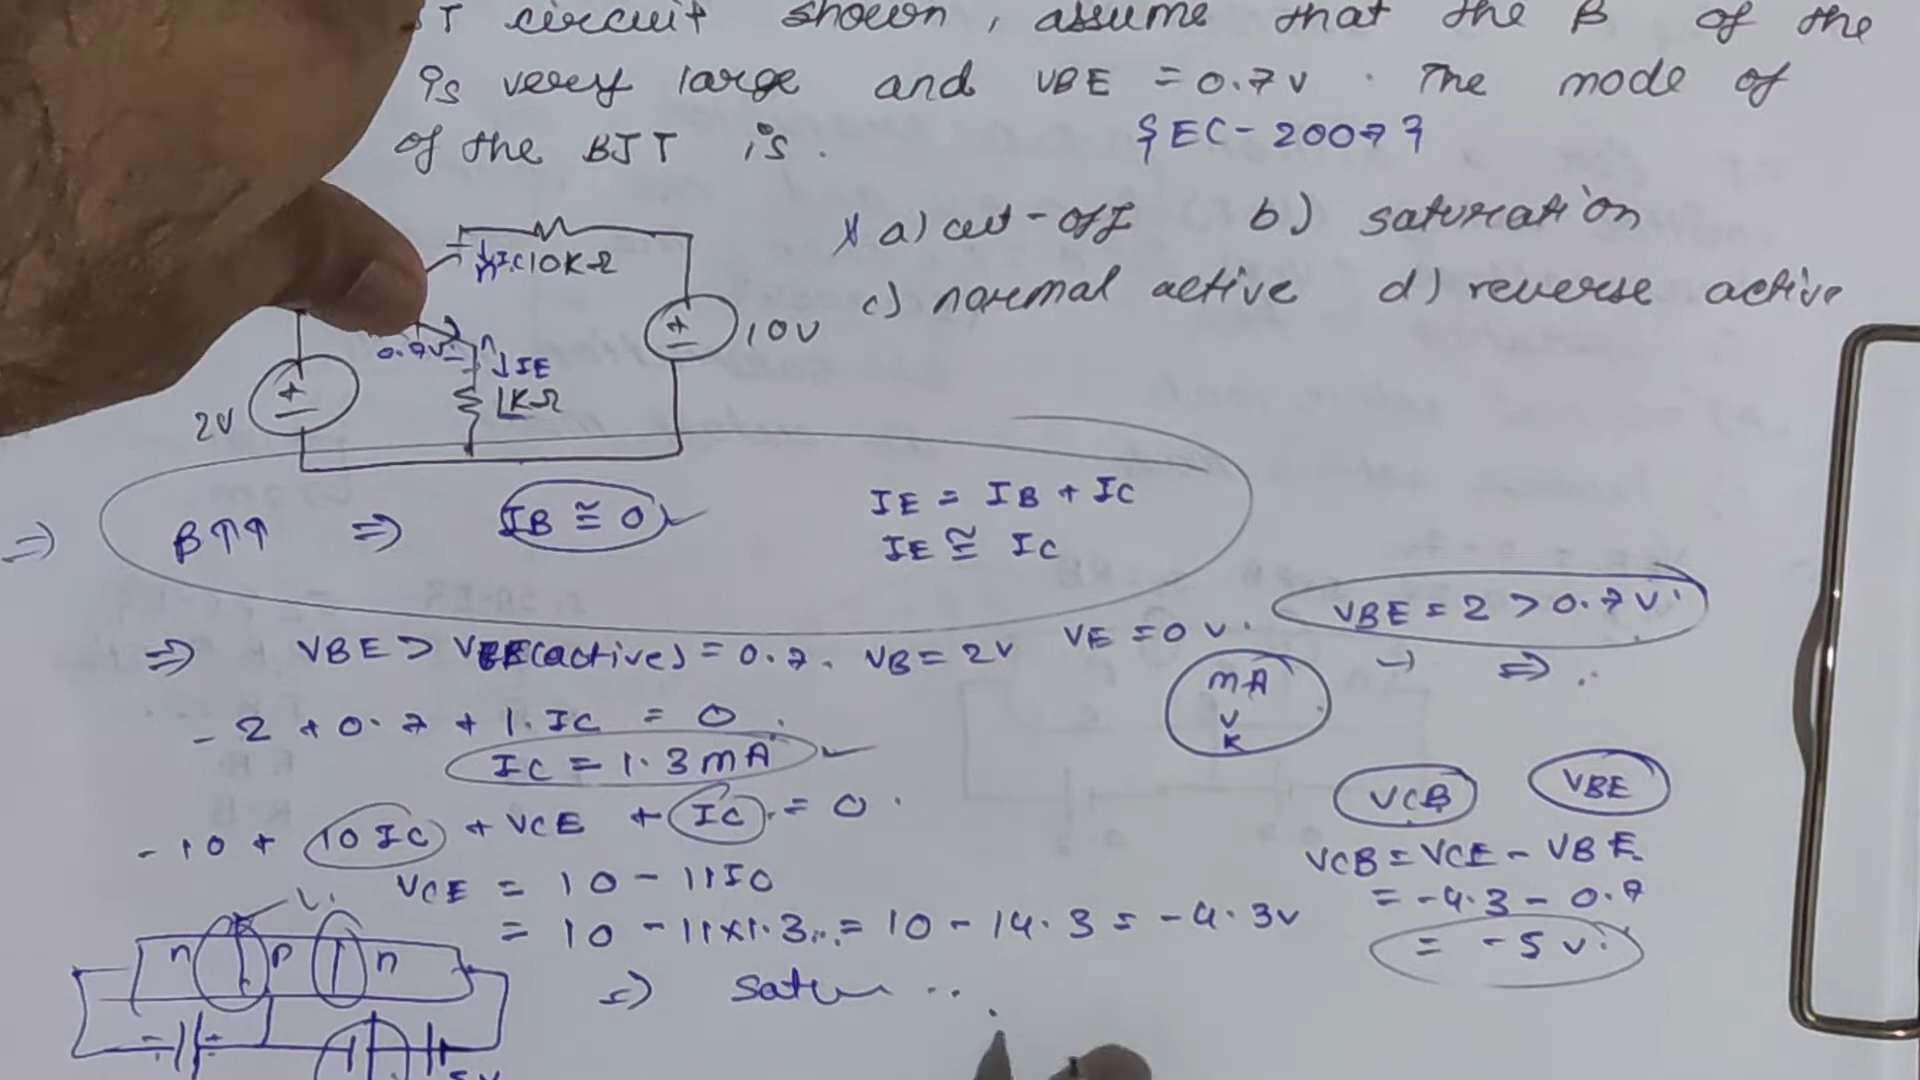 circuit shown, assume that the β of the
is very large and VBE = 0.7V. The mode of
of the BJT is. {EC-2007}
a) cut-off b.) saturation
c) normal active d) reverse active
IC 10KΩ
10V
0.7V
IE
1KΩ
2V
⇒ β↑↑ ⇒ IB ≅ 0
IE = IB + IC
IE ≅ IC
VBE = 2 > 0.7V.
⇒ VBE > VBE(active) = 0.7. VB = 2V VE = 0V.
mA
V
K
- 2 + 0.7 + 1.IC = 0.
IC = 1.3mA
- 10 + 10IC + VCE + IC = 0.
VCE = 10 - 11IC
= 10 - 11x1.3 = 10 - 14.3 = -4.3V
VCB VBE
VCB = VCE - VBE
= -4.3 - 0.7
= -5V.
n p n
⇒